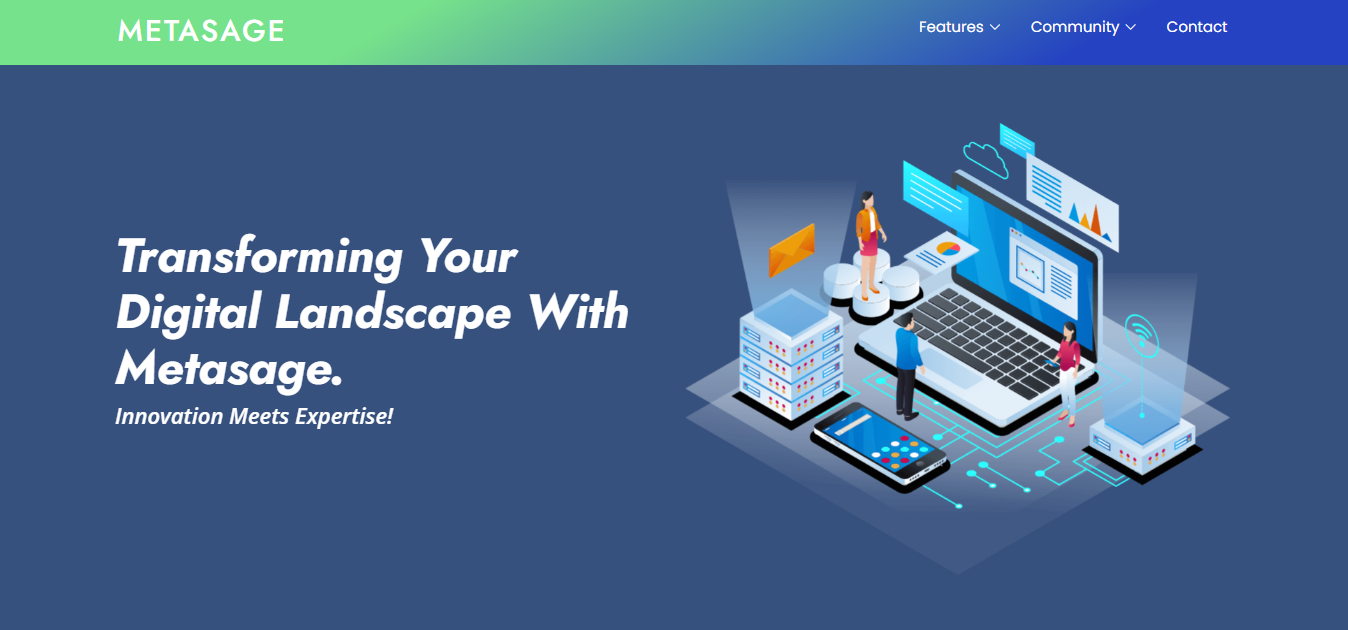 METASAGE
Features
Community
Contact
Transforming Your
Digital Landscape With
Metasage.
Innovation Meets Expertise!